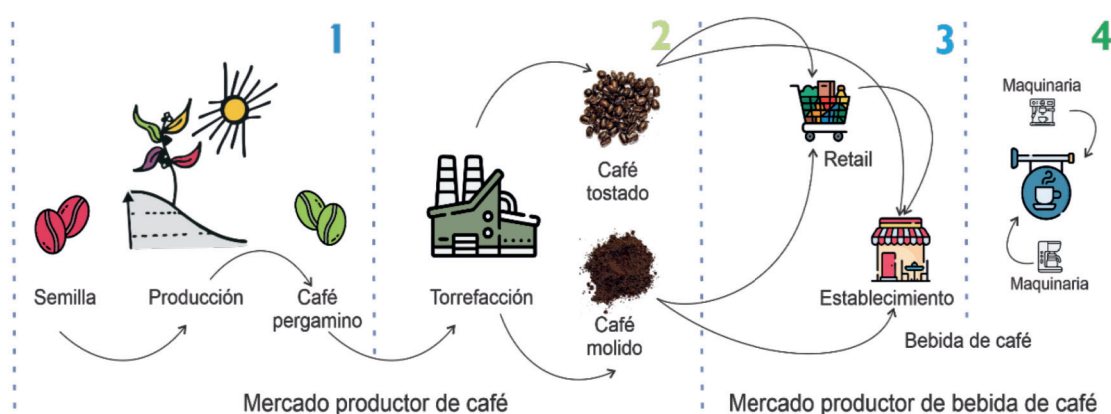 1
2
3
4
Maquinaria
Retail
Café
tostado
Semilla
Producción
Café
pergamino
Torrefacción
Café
molido
Establecimiento
Maquinaria
Bebida de café
Mercado productor de café
Mercado productor de bebida de café